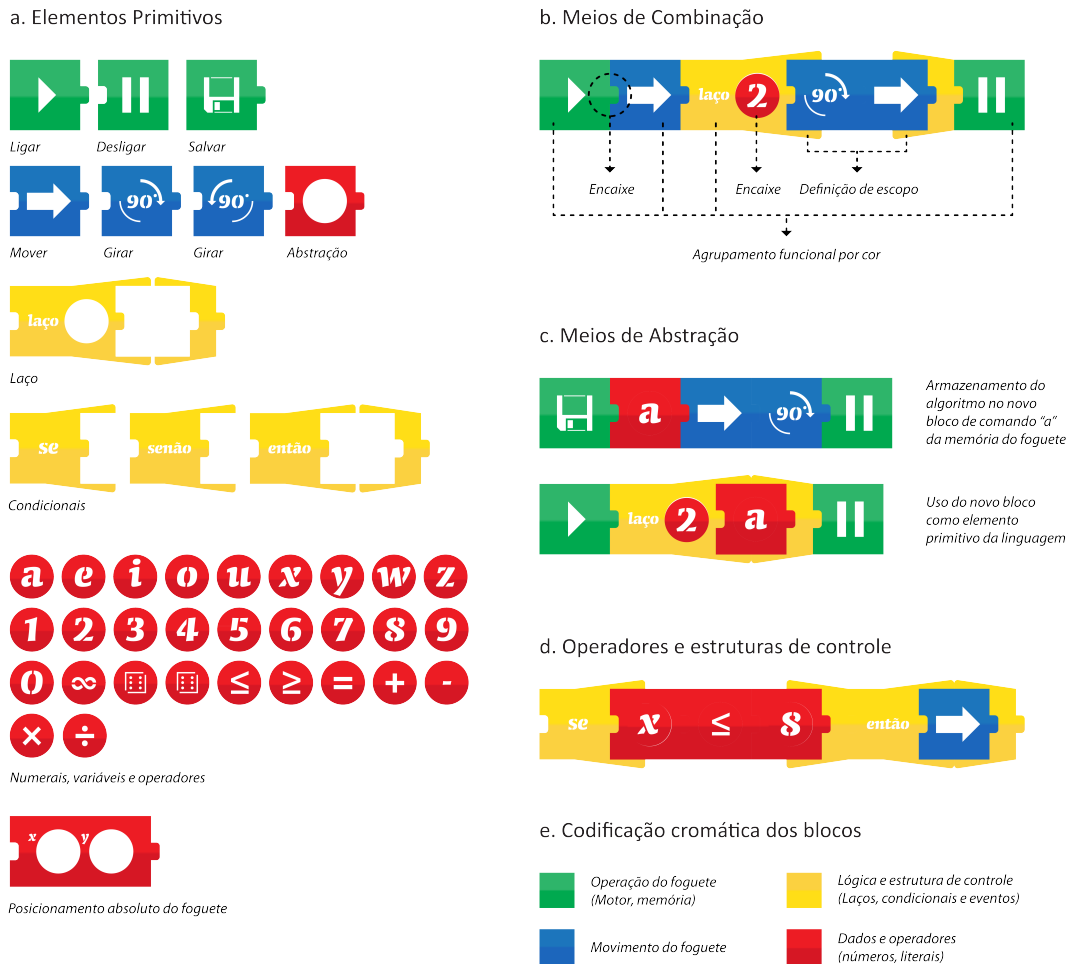 a. Elementos Primitivos
Ligar
Desligar
Salvar
90°
90°
Mover
Girar
Girar
Abstração
laço
Laço
se
senão
então
Condicionais
a e i o u x y w z
1 2 3 4 5 6 7 8 9
0 ∞ ≤ ≥ = + -
× ÷
Numerais, variáveis e operadores
x y
Posicionamento absoluto do foguete
b. Meios de Combinação
laço 2 90°
Encaixe
Encaixe
Definição de escopo
Agrupamento funcional por cor
c. Meios de Abstração
a 90°
Armazenamento do
algoritmo no novo
bloco de comando “a”
da memória do foguete
laço 2 a
Uso do novo bloco
como elemento
primitivo da linguagem
d. Operadores e estruturas de controle
se x ≤ 8 então
e. Codificação cromática dos blocos
Operação do foguete
(Motor, memória)
Lógica e estrutura de controle
(Laços, condicionais e eventos)
Movimento do foguete
Dados e operadores
(números, literais)